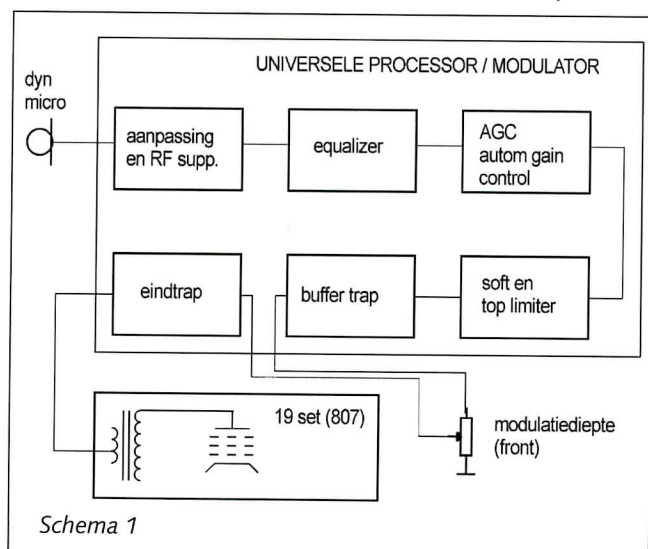 UNIVERSELE PROCESSOR / MODULATOR
dyn
micro
aanpassing
en RF supp.
equalizer
AGC
autom gain
control
eindtrap
buffer trap
soft en
top limiter
19 set (807)
modulatiediepte
(front)
Schema 1